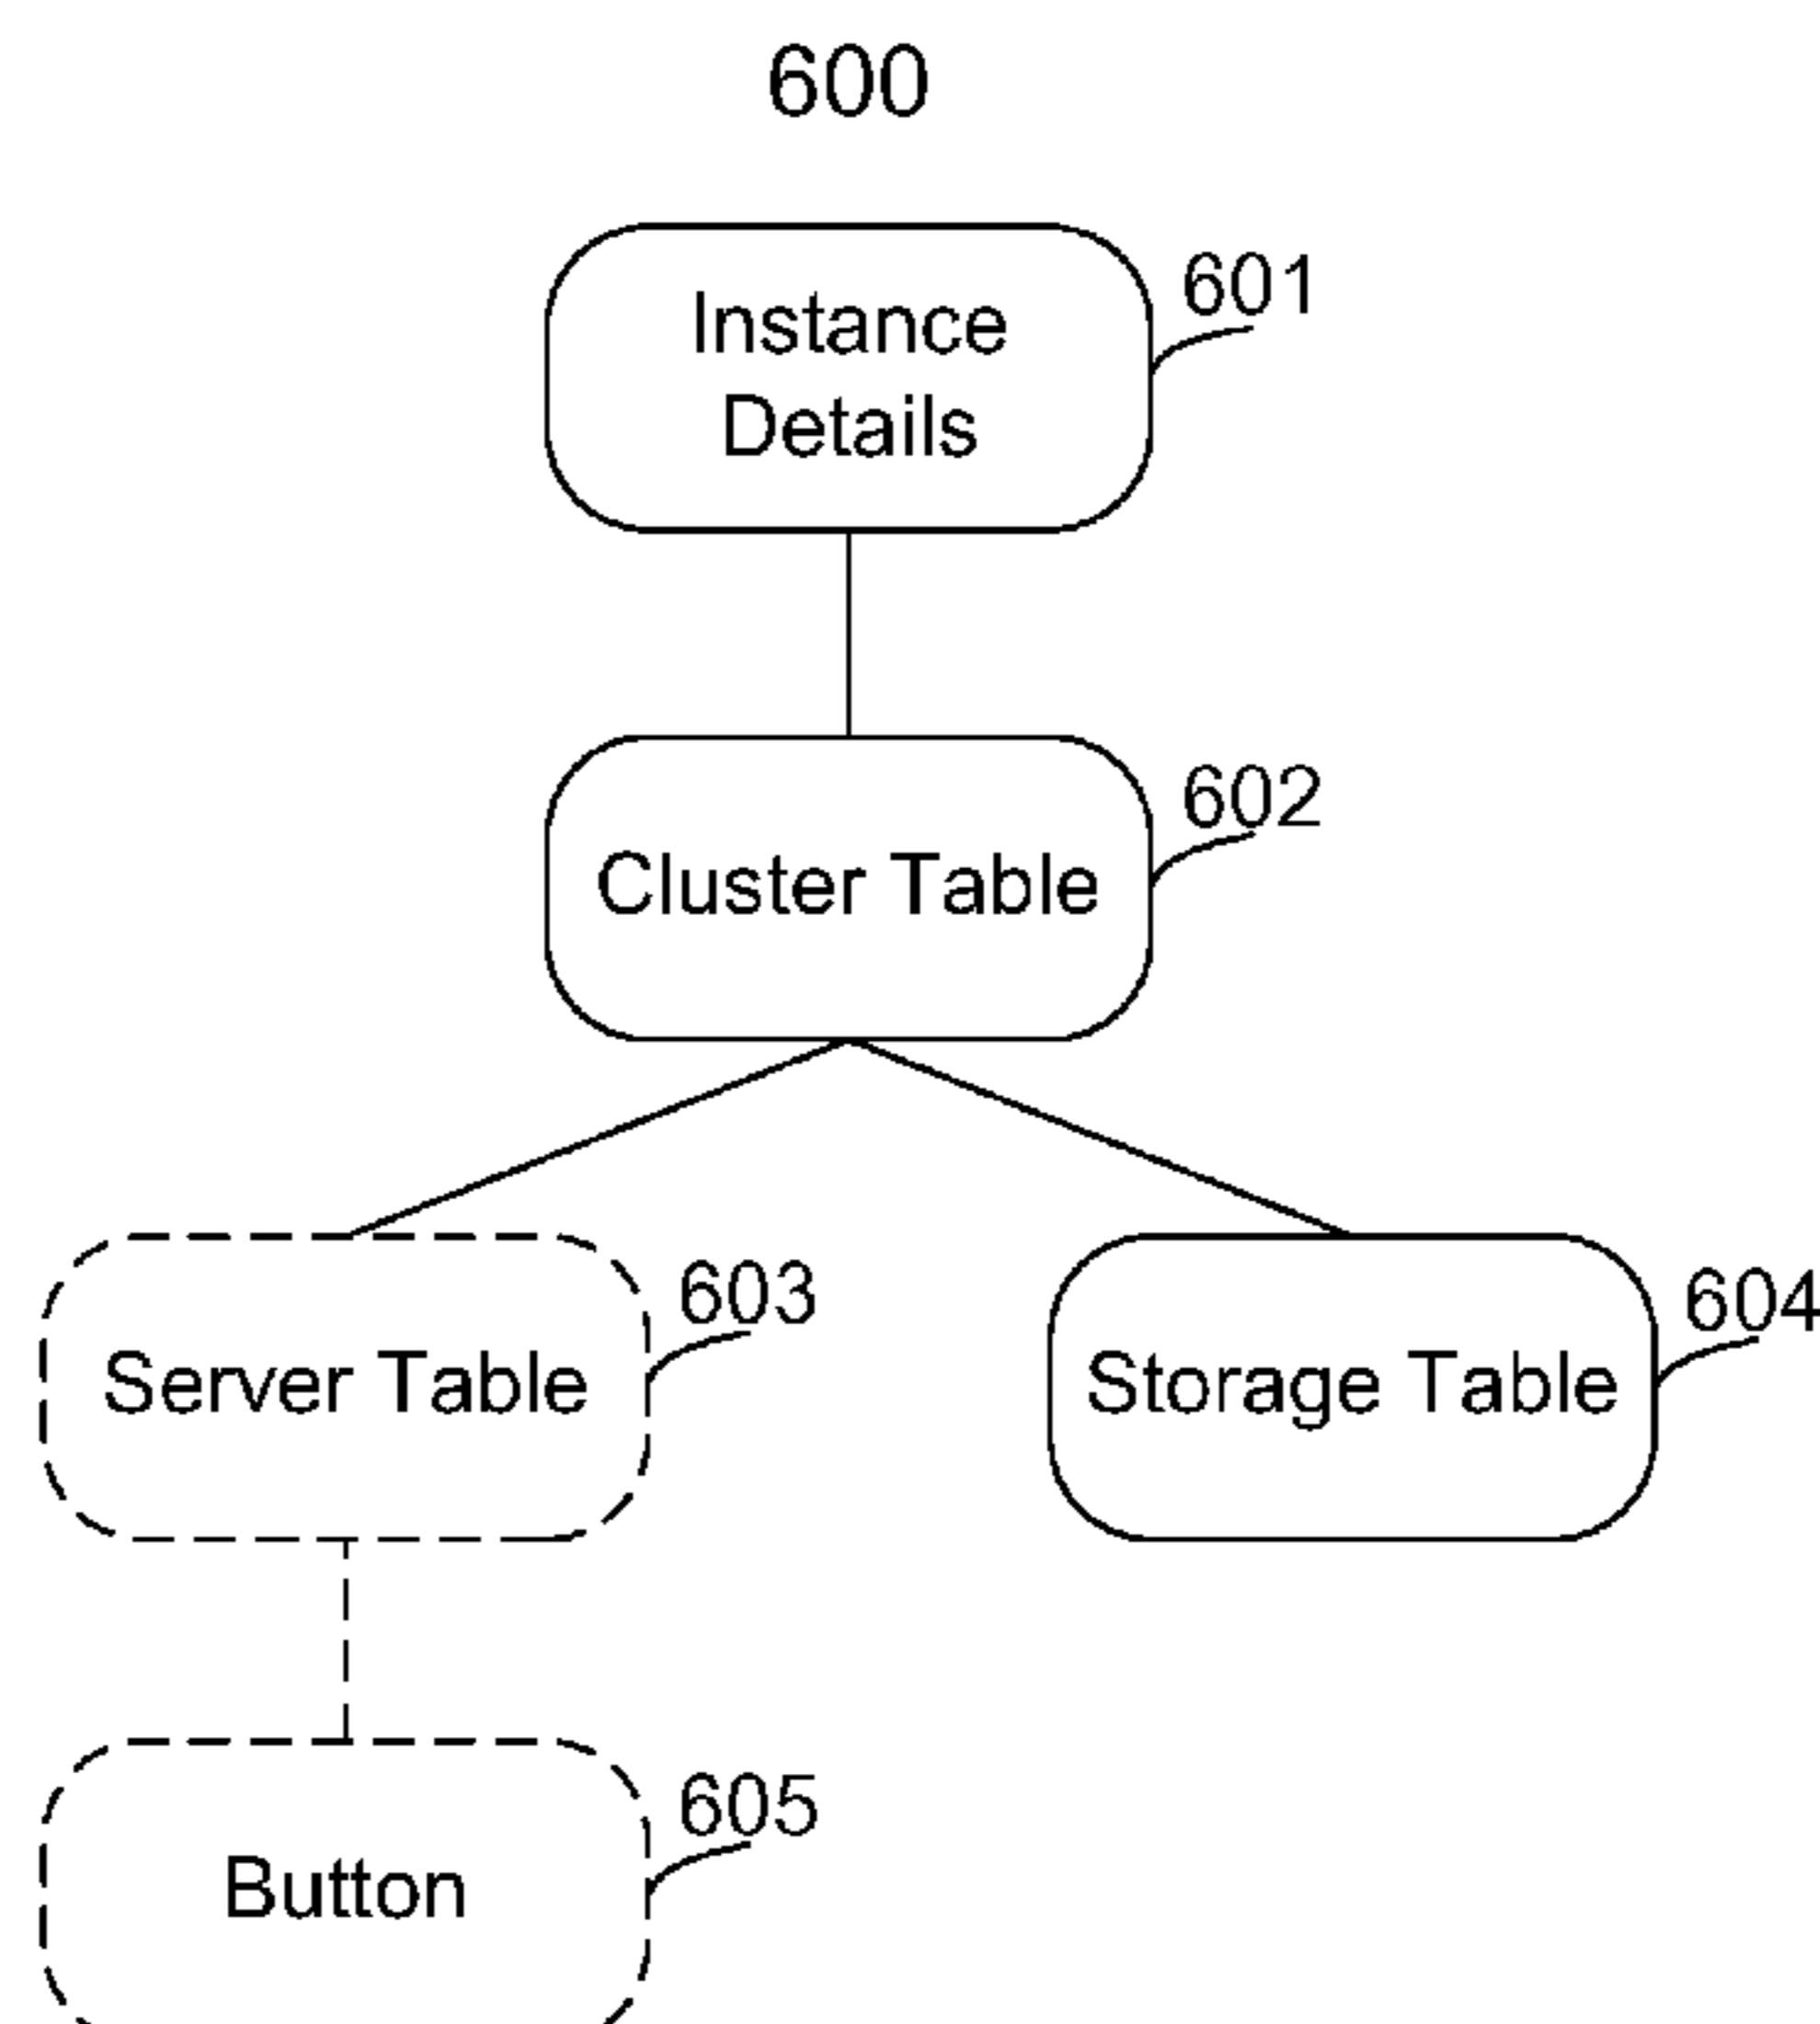 600
601
Instance
Details
602
Cluster Table
603
604
Server Table
Storage Table
605
Button